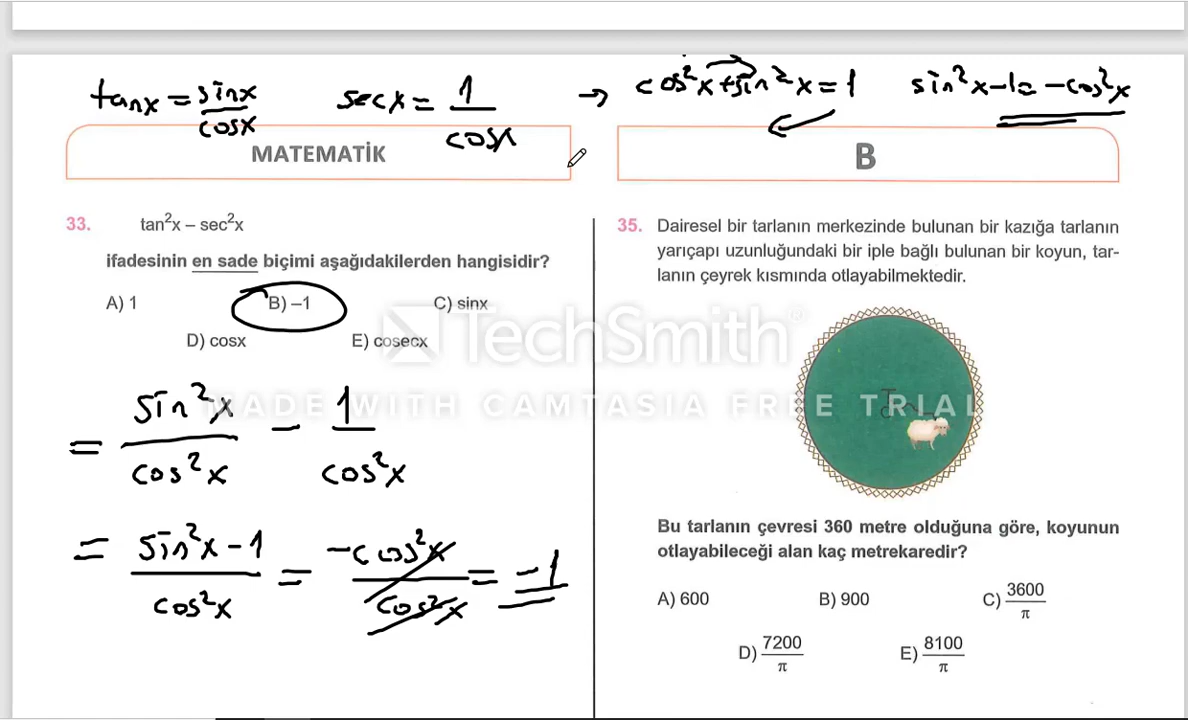 tanx = sinx/cosx
secx = 1/cosx
→ cos²x + sin²x = 1
sin²x-1 = -cos²x
MATEMATİK
B
33. tan²x – sec²x
ifadesinin en sade biçimi aşağıdakilerden hangisidir?
A) 1 B) –1 C) sinx
D) cosx E) cosecx
= sin²x/cos²x - 1/cos²x
= sin²x-1/cos²x = -cos²x/cos²x = -1
35. Dairesel bir tarlanın merkezinde bulunan bir kazığa tarlanın
yarıçapı uzunluğundaki bir iple bağlı bulunan bir koyun, tar-
lanın çeyrek kısmında otlayabilmektedir.
Bu tarlanın çevresi 360 metre olduğuna göre, koyunun
otlayabileceği alan kaç metrekaredir?
A) 600 B) 900 C) 3600/π
D) 7200/π E) 8100/π
TechSmith®
MADE WITH CAMTASIA FREE TRIAL